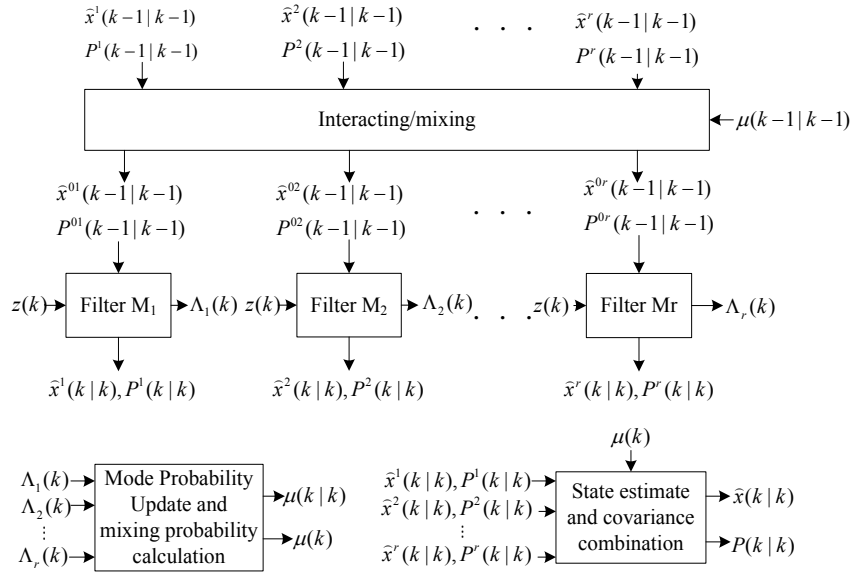 x̂¹(k−1|k−1) x̂²(k−1|k−1) . . . x̂ʳ(k−1|k−1)
P¹(k−1|k−1) P²(k−1|k−1) Pʳ(k−1|k−1)
Interacting/mixing
μ(k−1|k−1)
x̂⁰¹(k−1|k−1) x̂⁰²(k−1|k−1) . . . x̂⁰ʳ(k−1|k−1)
P⁰¹(k−1|k−1) P⁰²(k−1|k−1) P⁰ʳ(k−1|k−1)
z(k) Filter M₁ Λ₁(k) z(k) Filter M₂ Λ₂(k) . . . z(k) Filter Mr Λᵣ(k)
x̂¹(k|k), P¹(k|k) x̂²(k|k), P²(k|k) x̂ʳ(k|k), Pʳ(k|k)
Λ₁(k)
Λ₂(k)
⋮
Λᵣ(k)
Mode Probability
Update and
mixing probability
calculation
μ(k|k)
μ(k)
μ(k)
x̂¹(k|k), P¹(k|k)
x̂²(k|k), P²(k|k)
⋮
x̂ʳ(k|k), Pʳ(k|k)
State estimate
and covariance
combination
x̂(k|k)
P(k|k)